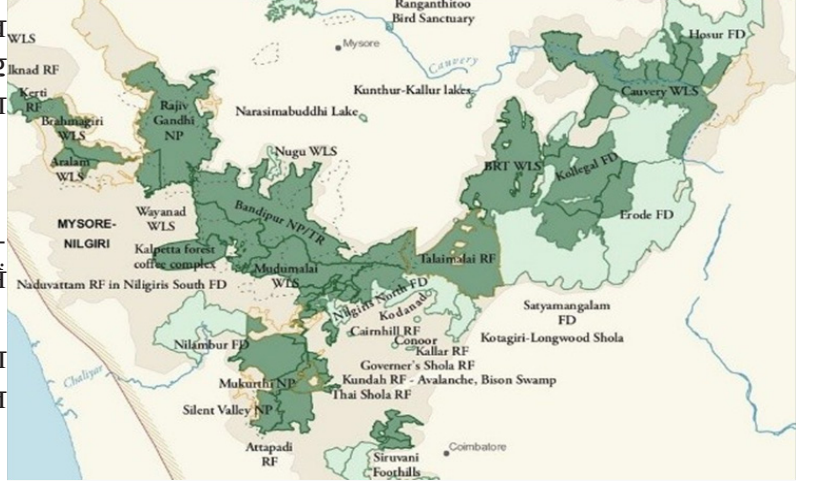 Ranganthitoo
Bird Sanctuary
WLS
Hosur FD
Mysore
Cauvery
lknad RF
Kerti
RF
Rajiv
Gandhi
NP
Kunthur-Kallur lakes
Cauvery WLS
Narasimabuddhi Lake
Brahmagiri
WLS
Nugu WLS
Aralam
WLS
BRT WLS
Kollegal FD
Wayanad
WLS
Bandipur NP/TR
Erode FD
MYSORE-
NILGIRI
Kalpetta forest
coffee complex
Talaimalai RF
Mudumalai
WLS
Naduvattam RF in Niligiris South FD
Nilgiris North FD
Kodanad
Satyamangalam
FD
Cairnhill RF
Conoor
Kotagiri-Longwood Shola
Nilambur FD
Kallar RF
Governer's Shola RF
Chaliyar
Mukurthi NP
Kundah RF - Avalanche, Bison Swamp
Thai Shola RF
Silent Valley NP
Attapadi
RF
Coimbatore
Siruvani
Foothills